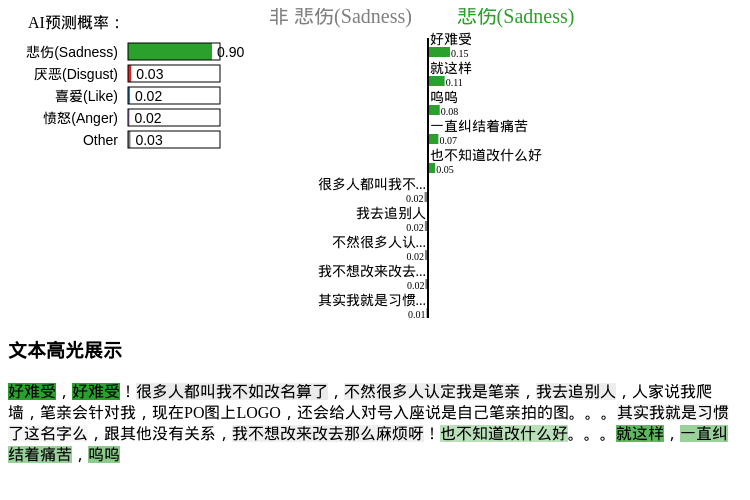 AI预测概率：
悲伤(Sadness) 0.90
厌恶(Disgust) 0.03
喜爱(Like) 0.02
愤怒(Anger) 0.02
Other 0.03
非 悲伤(Sadness) 悲伤(Sadness)
好难受
0.15
就这样
0.11
呜呜
0.08
一直纠结着痛苦
0.07
也不知道改什么好
0.05
很多人都叫我不...
0.02
我去追别人
0.02
不然很多人认...
0.02
我不想改来改去...
0.02
其实我就是习惯...
0.01
文本高光展示
好难受，好难受！很多人都叫我不如改名算了，不然很多人认定我是笔亲，我去追别人，人家说我爬
墙，笔亲会针对我，现在PO图上LOGO，还会给人对号入座说是自己笔亲拍的图。。。其实我就是习惯
了这名字么，跟其他没有关系，我不想改来改去那么麻烦呀！也不知道改什么好。。。就这样，一直纠
结着痛苦，呜呜